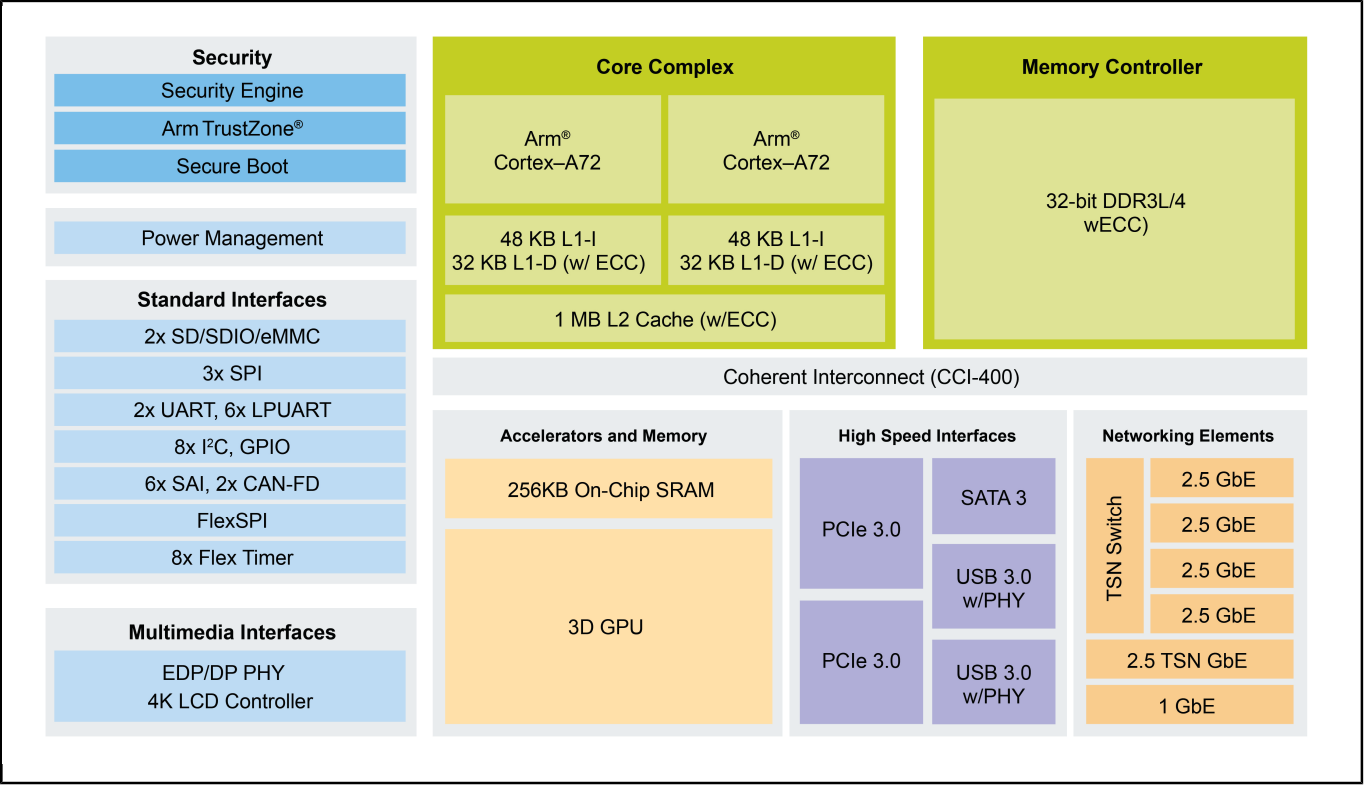 Security
Security Engine
Arm TrustZone®
Secure Boot
Power Management
Standard Interfaces
2x SD/SDIO/eMMC
3x SPI
2x UART, 6x LPUART
8x I²C, GPIO
6x SAI, 2x CAN-FD
FlexSPI
8x Flex Timer
Multimedia Interfaces
EDP/DP PHY
4K LCD Controller
Core Complex
Arm®
Cortex–A72
Arm®
Cortex–A72
48 KB L1-I
32 KB L1-D (w/ ECC)
48 KB L1-I
32 KB L1-D (w/ ECC)
1 MB L2 Cache (w/ECC)
Memory Controller
32-bit DDR3L/4
wECC)
Coherent Interconnect (CCI-400)
Accelerators and Memory
256KB On-Chip SRAM
3D GPU
High Speed Interfaces
PCIe 3.0
PCIe 3.0
SATA 3
USB 3.0
w/PHY
USB 3.0
w/PHY
Networking Elements
TSN Switch
2.5 GbE
2.5 GbE
2.5 GbE
2.5 GbE
2.5 TSN GbE
1 GbE